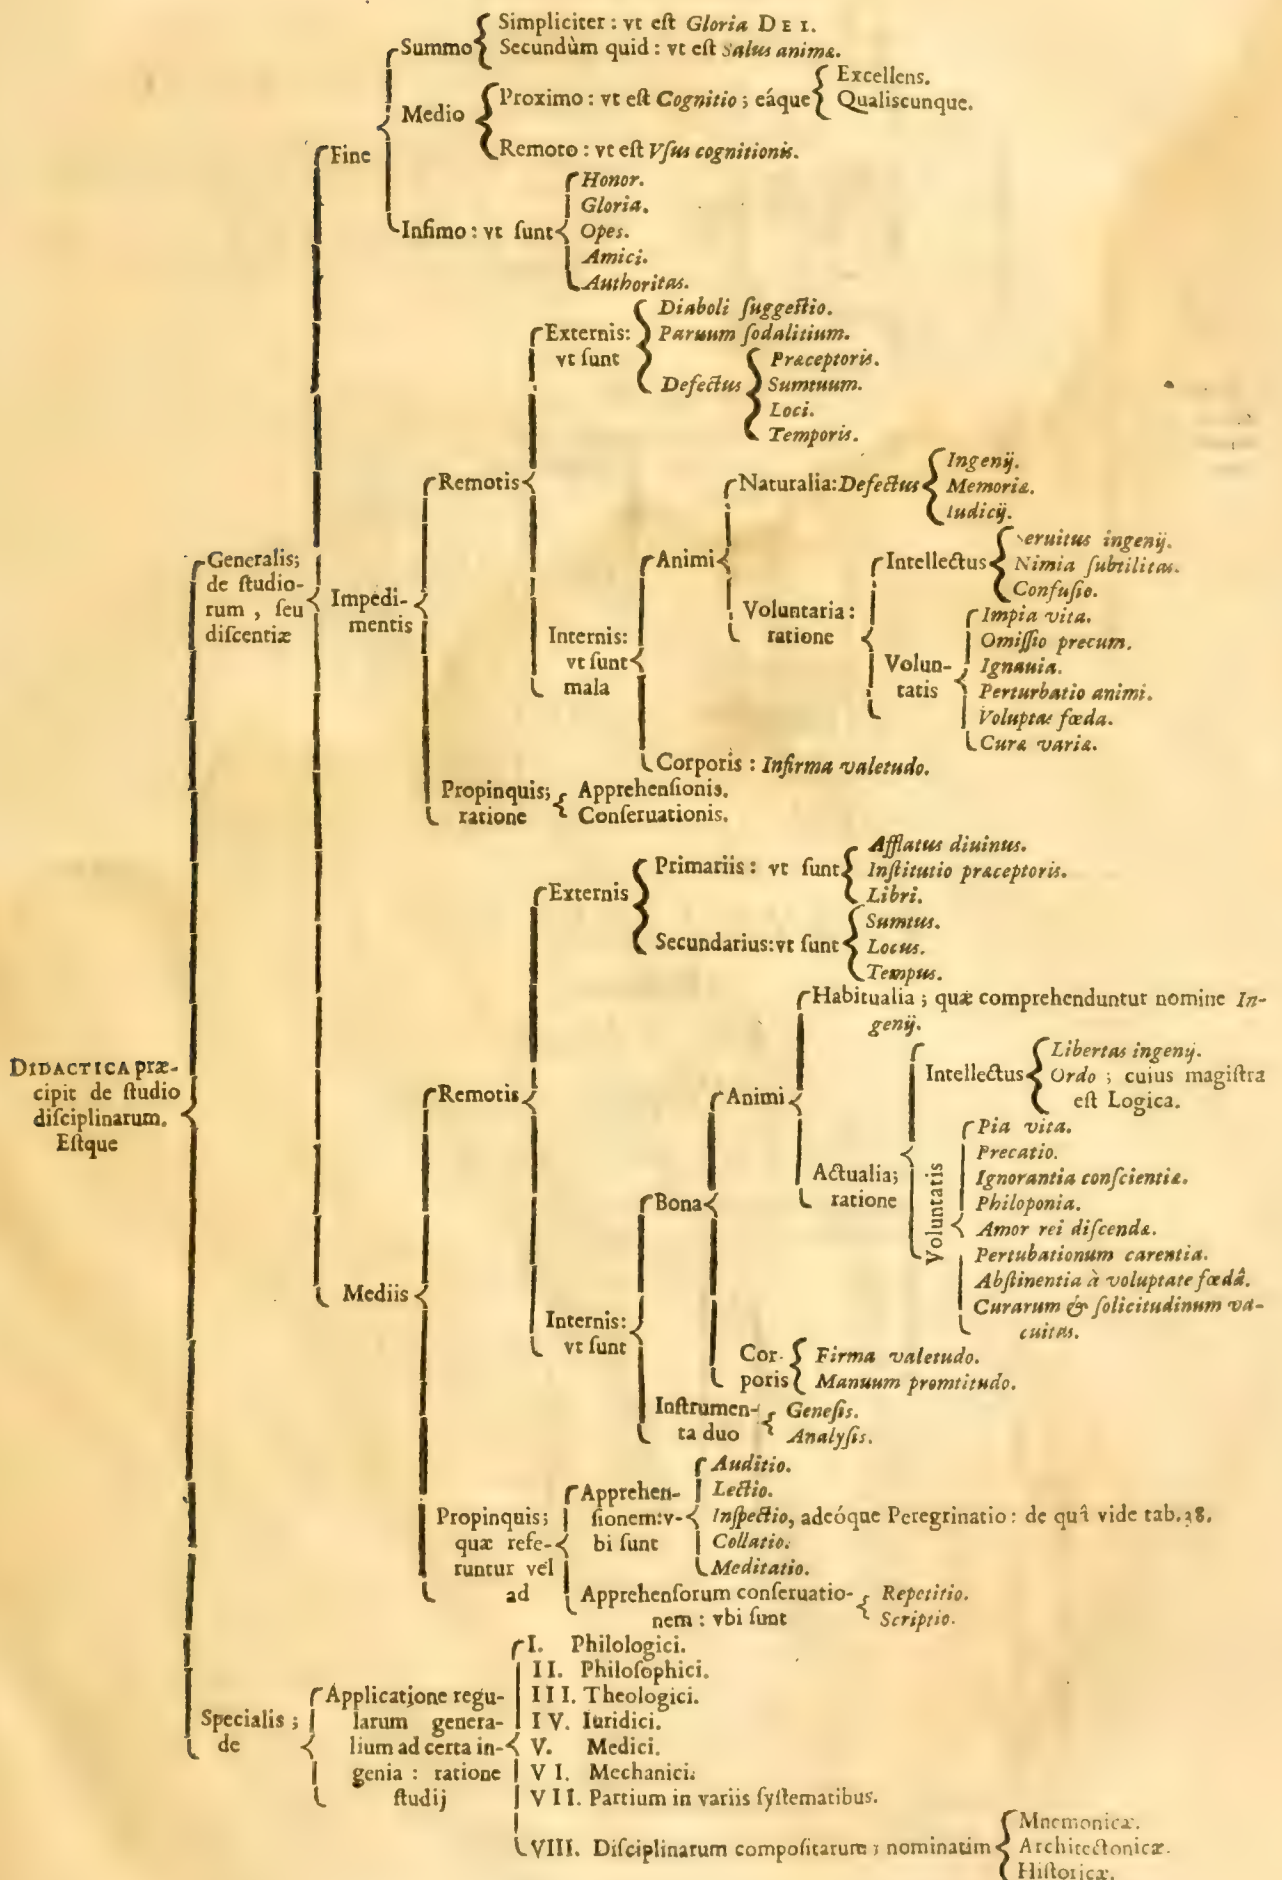 Simpliciter : vt eſt Gloria DEI.
Summo
Secundùm quid : vt eſt Salus animæ.
Excellens.
Medio
Proximo : vt eſt Cognitio ; eáque
Qualiscunque.
Fine
Remoto : vt eſt Vſus cognitionis.
Honor.
Gloria.
Infimo : vt ſunt
Opes.
Amici.
Authoritas.
Diaboli ſuggeſtio.
Externis:
vt ſunt
Paruum ſodalitium.
Præceptoris.
Defectus
Sumtuum.
Loci.
Temporis.
Remotis
Ingenij.
Naturalia: Defectus
Memoriæ.
Iudicij.
Animi
eruitus ingenij.
Intellectus
Nimia ſubtilitas.
Confuſio.
Generalis;
de ſtudio-
rum , ſeu
diſcentiæ
Impedi-
mentis
Voluntaria :
ratione
Impia vita.
Internis:
vt ſunt
mala
Omiſſio precum.
Volun-
tatis
Ignauia.
Perturbatio animi.
Voluptas fœda.
Curæ variæ.
Corporis : Infirma valetudo.
Propinquis;
ratione
Apprehenſionis.
Conſeruationis.
Afflatus diuinus.
Externis
Primariis : vt ſunt
Inſtitutio præceptoris.
Libri.
Sumtus.
Secundarius: vt ſunt
Locus.
Tempus.
Habitualia ; quæ comprehenduntur nomine In-
genij.
DIDACTICA præ-
cipit de ſtudio
diſciplinarum.
Eſtque
Remotis
Animi
Libertas ingenij.
Intellectus
Ordo ; cuius magiſtra
eſt Logica.
Pia vita.
Precatio.
Actualia;
ratione
Voluntatis
Ignorantia conſcientiæ.
Bona
Philoponia.
Amor rei diſcendæ.
Pertubationum carentia.
Abſtinentia à voluptate fœdâ.
Curarum & ſolicitudinum va-
cuitas.
Mediis
Internis:
vt ſunt
Cor-
poris
Firma valetudo.
Manuum promtitudo.
Inſtrumen-
ta duo
Geneſis.
Analyſis.
Auditio.
Apprehen-
ſionem: v-
bi ſunt
Lectio.
Propinquis;
quæ refe-
runtur vel
ad
Inſpectio, adeóque Peregrinatio : de quâ vide tab. 38.
Collatio.
Meditatio.
Apprehenſorum conſeruatio-
nem : vbi ſunt
Repetitio.
Scriptio.
I. Philologici.
II. Philoſophici.
Specialis ;
de
Applicatione regu-
larum genera-
lium ad certa in-
genia : ratione
ſtudij
III. Theologici.
IV. Iuridici.
V. Medici.
VI. Mechanici.
VII. Partium in variis ſyſtematibus.
Mnemonicæ.
VIII. Diſciplinarum compoſitarum ; nominatim
Architectonicæ.
Hiſtoricæ.